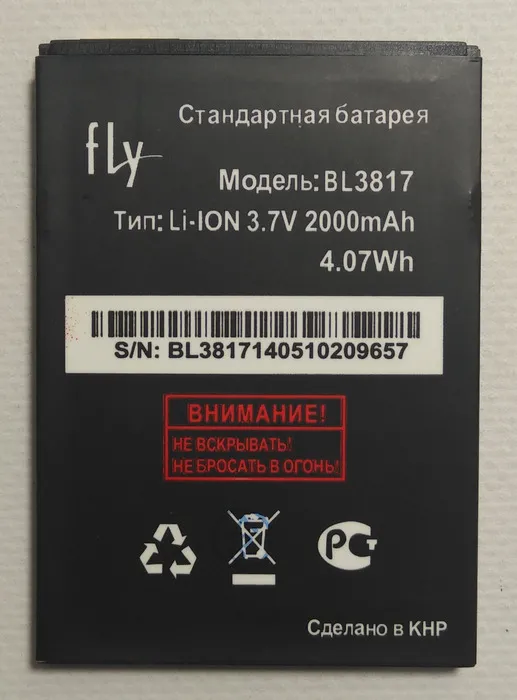 Стандартная батарея
fly
Модель: BL3817
Тип: Li-ION 3.7V 2000mAh
4.07Wh
S/N: BL3817140510209657
ВНИМАНИЕ!
НЕ ВСКРЫВАТЬ!
НЕ БРОСАТЬ В ОГОНЬ!
РСТ
Сделано в КНР